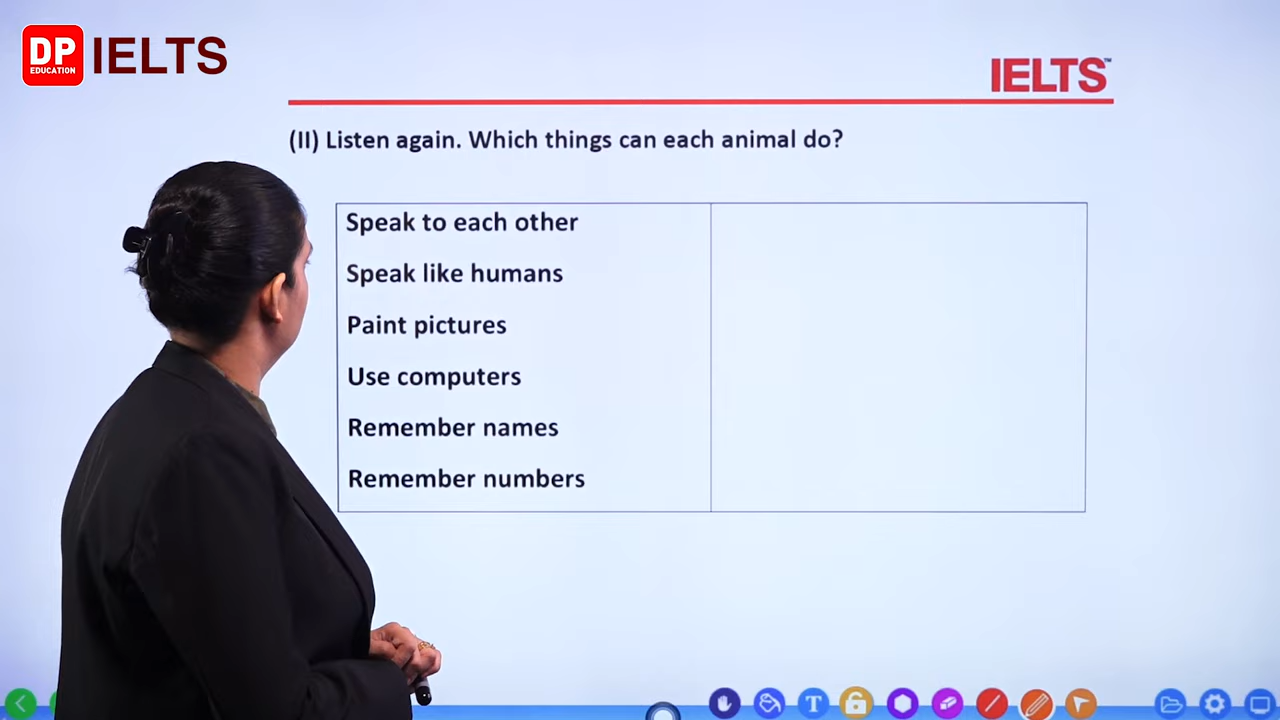 DP
EDUCATION
IELTS
IELTS™
(II) Listen again. Which things can each animal do?
Speak to each other
Speak like humans
Paint pictures
Use computers
Remember names
Remember numbers
T